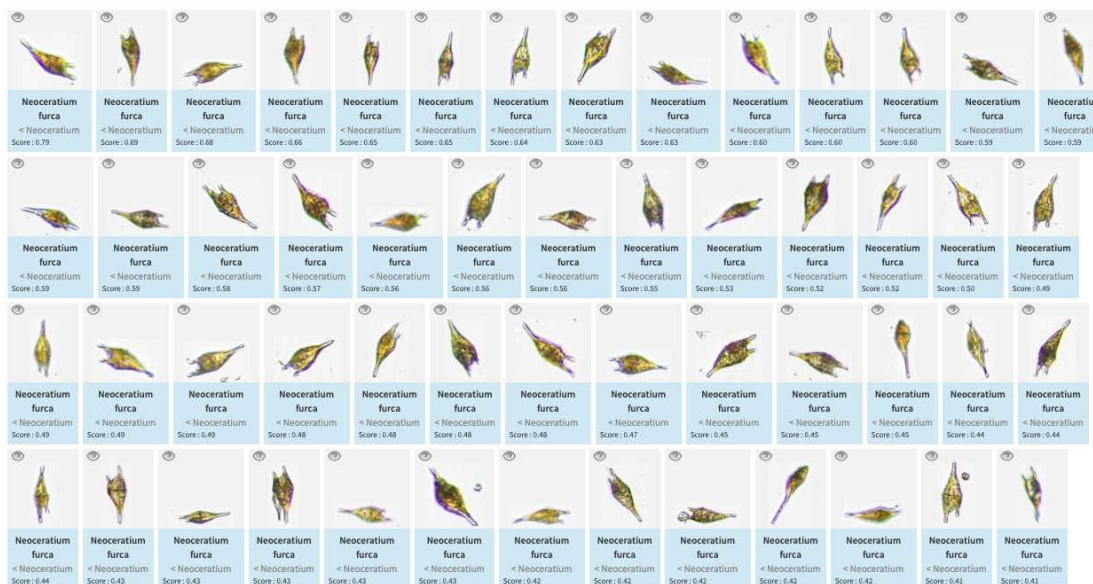 Neoceratium
furca
< Neoceratium
Score : 0.79
Neoceratium
furca
< Neoceratium
Score : 0.69
Neoceratium
furca
< Neoceratium
Score : 0.68
Neoceratium
furca
< Neoceratium
Score : 0.66
Neoceratium
furca
< Neoceratium
Score : 0.65
Neoceratium
furca
< Neoceratium
Score : 0.65
Neoceratium
furca
< Neoceratium
Score : 0.64
Neoceratium
furca
< Neoceratium
Score : 0.63
Neoceratium
furca
< Neoceratium
Score : 0.63
Neoceratium
furca
< Neoceratium
Score : 0.60
Neoceratium
furca
< Neoceratium
Score : 0.60
Neoceratium
furca
< Neoceratium
Score : 0.60
Neoceratium
furca
< Neoceratium
Score : 0.59
Neoceratiu
furca
< Neoceratiu
Score : 0.59
Neoceratium
furca
< Neoceratium
Score : 0.59
Neoceratium
furca
< Neoceratium
Score : 0.59
Neoceratium
furca
< Neoceratium
Score : 0.58
Neoceratium
furca
< Neoceratium
Score : 0.57
Neoceratium
furca
< Neoceratium
Score : 0.56
Neoceratium
furca
< Neoceratium
Score : 0.56
Neoceratium
furca
< Neoceratium
Score : 0.56
Neoceratium
furca
< Neoceratium
Score : 0.55
Neoceratium
furca
< Neoceratium
Score : 0.53
Neoceratium
furca
< Neoceratium
Score : 0.52
Neoceratium
furca
< Neoceratium
Score : 0.52
Neoceratium
furca
< Neoceratium
Score : 0.50
Neoceratium
furca
< Neoceratium
Score : 0.49
Neoceratium
furca
< Neoceratium
Score : 0.49
Neoceratium
furca
< Neoceratium
Score : 0.49
Neoceratium
furca
< Neoceratium
Score : 0.49
Neoceratium
furca
< Neoceratium
Score : 0.48
Neoceratium
furca
< Neoceratium
Score : 0.48
Neoceratium
furca
< Neoceratium
Score : 0.48
Neoceratium
furca
< Neoceratium
Score : 0.48
Neoceratium
furca
< Neoceratium
Score : 0.47
Neoceratium
furca
< Neoceratium
Score : 0.45
Neoceratium
furca
< Neoceratium
Score : 0.45
Neoceratium
furca
< Neoceratium
Score : 0.45
Neoceratium
furca
< Neoceratium
Score : 0.44
Neoceratium
furca
< Neoceratium
Score : 0.44
Neoceratium
furca
< Neoceratium
Score : 0.44
Neoceratium
furca
< Neoceratium
Score : 0.43
Neoceratium
furca
< Neoceratium
Score : 0.43
Neoceratium
furca
< Neoceratium
Score : 0.43
Neoceratium
furca
< Neoceratium
Score : 0.43
Neoceratium
furca
< Neoceratium
Score : 0.43
Neoceratium
furca
< Neoceratium
Score : 0.42
Neoceratium
furca
< Neoceratium
Score : 0.42
Neoceratium
furca
< Neoceratium
Score : 0.42
Neoceratium
furca
< Neoceratium
Score : 0.42
Neoceratium
furca
< Neoceratium
Score : 0.42
Neoceratium
furca
< Neoceratium
Score : 0.41
Neoceratium
furca
< Neoceratium
Score : 0.41